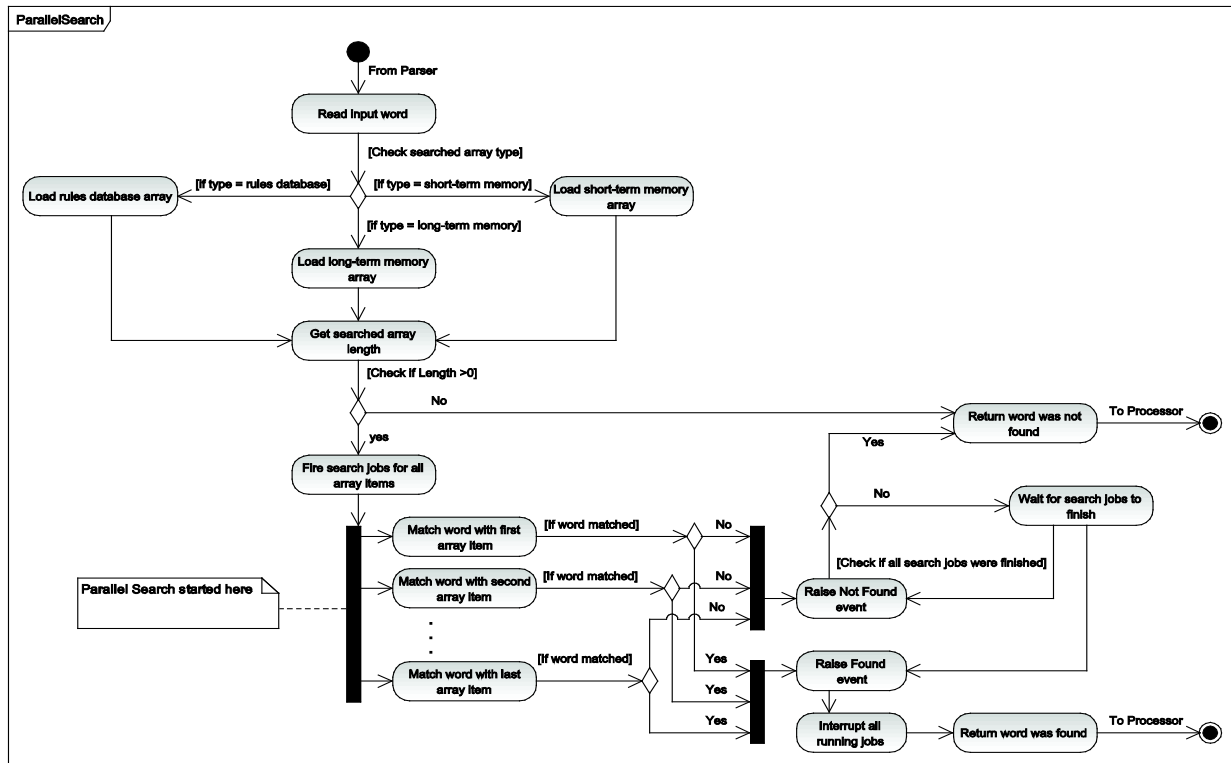 ParallelSearch
From Parser
Read input word
[Check searched array type]
[If type = rules database]
[If type = short-term memory]
Load rules database array
Load short-term memory
array
[if type = long-term memory]
Load long-term memory
array
Get searched array
length
[Check if Length >0]
No
Return word was not
found
To Processor
yes
Yes
Fire search jobs for all
array items
No
Wait for search jobs to
finish
Match word with first
array item
[If word matched]
No
[Check if all search jobs were finished]
Parallel Search started here
Match word with second
array item
[If word matched]
No
Raise Not Found
event
No
Match word with last
array item
[If word matched]
Yes
Raise Found
event
Yes
Yes
Interrupt all
running jobs
Return word was found
To Processor